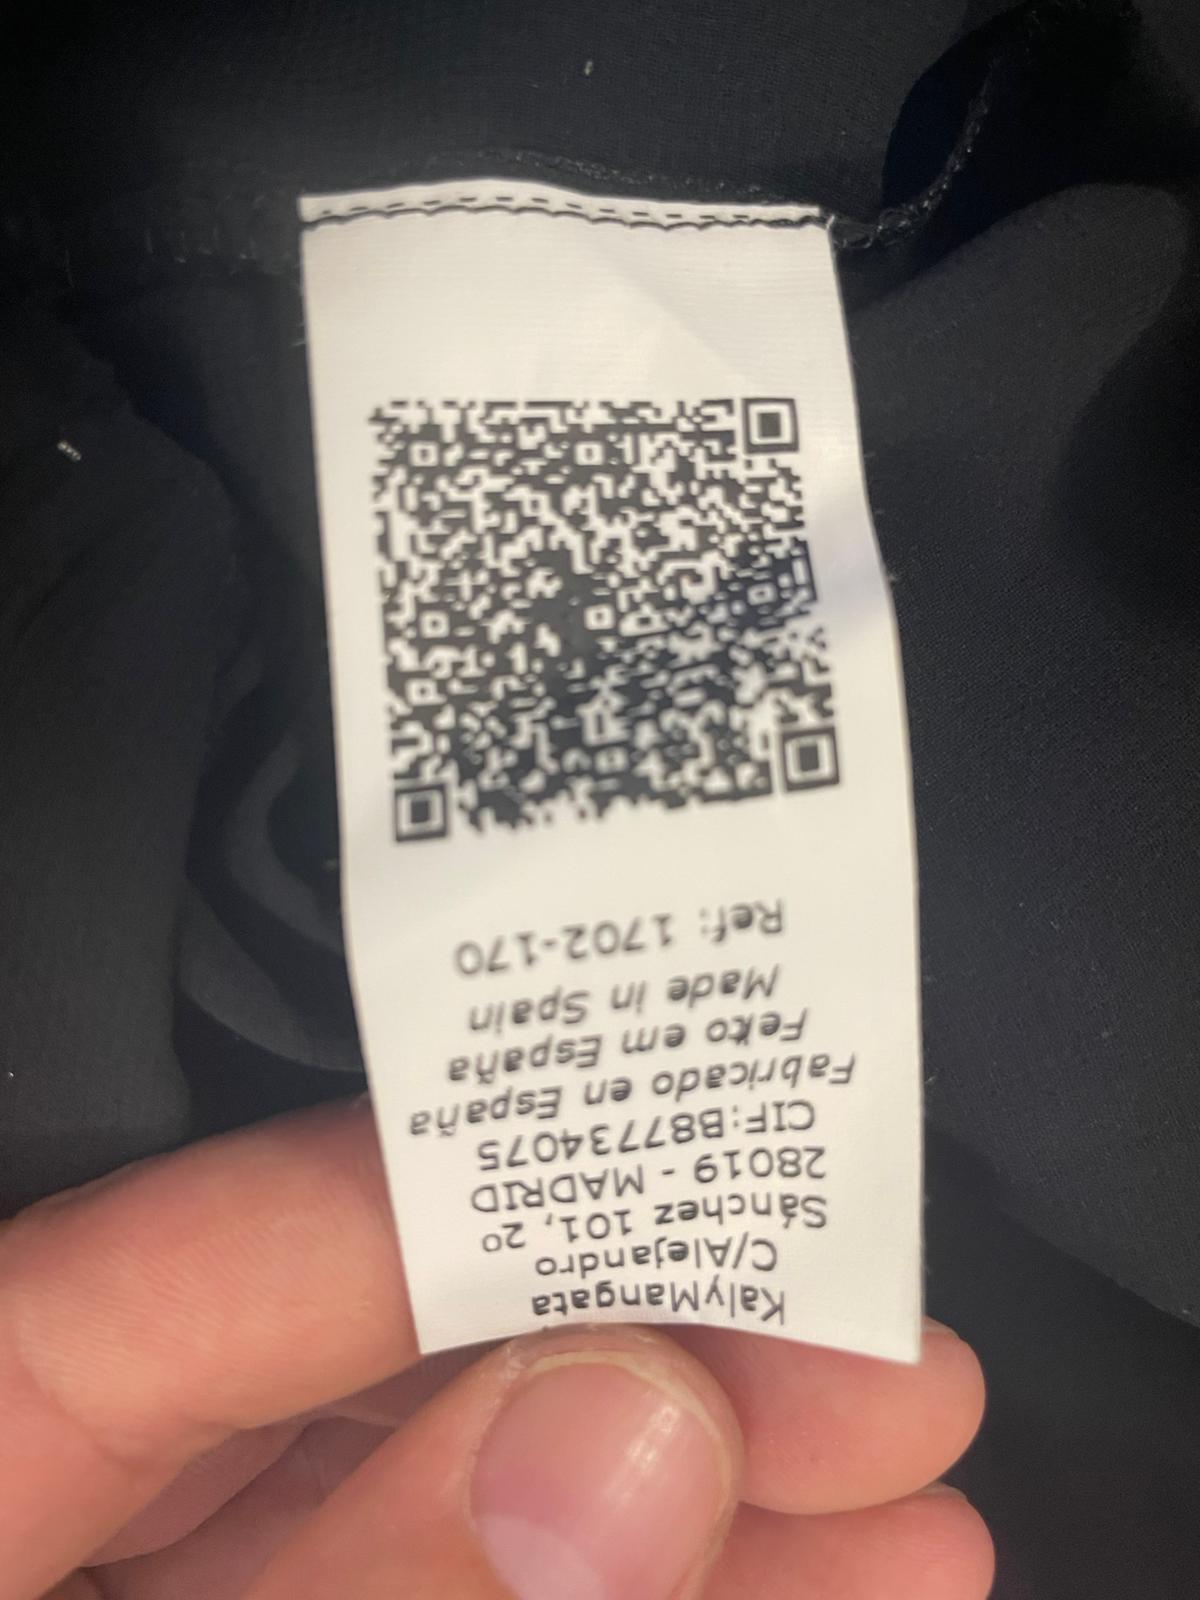 KalyMangata
C/Alejandro
Sánchez 101, 2º
28019 - MADRID
CIF:B87734075
Fabricado en España
Feito em España
Made in Spain
Ref: 1702-170